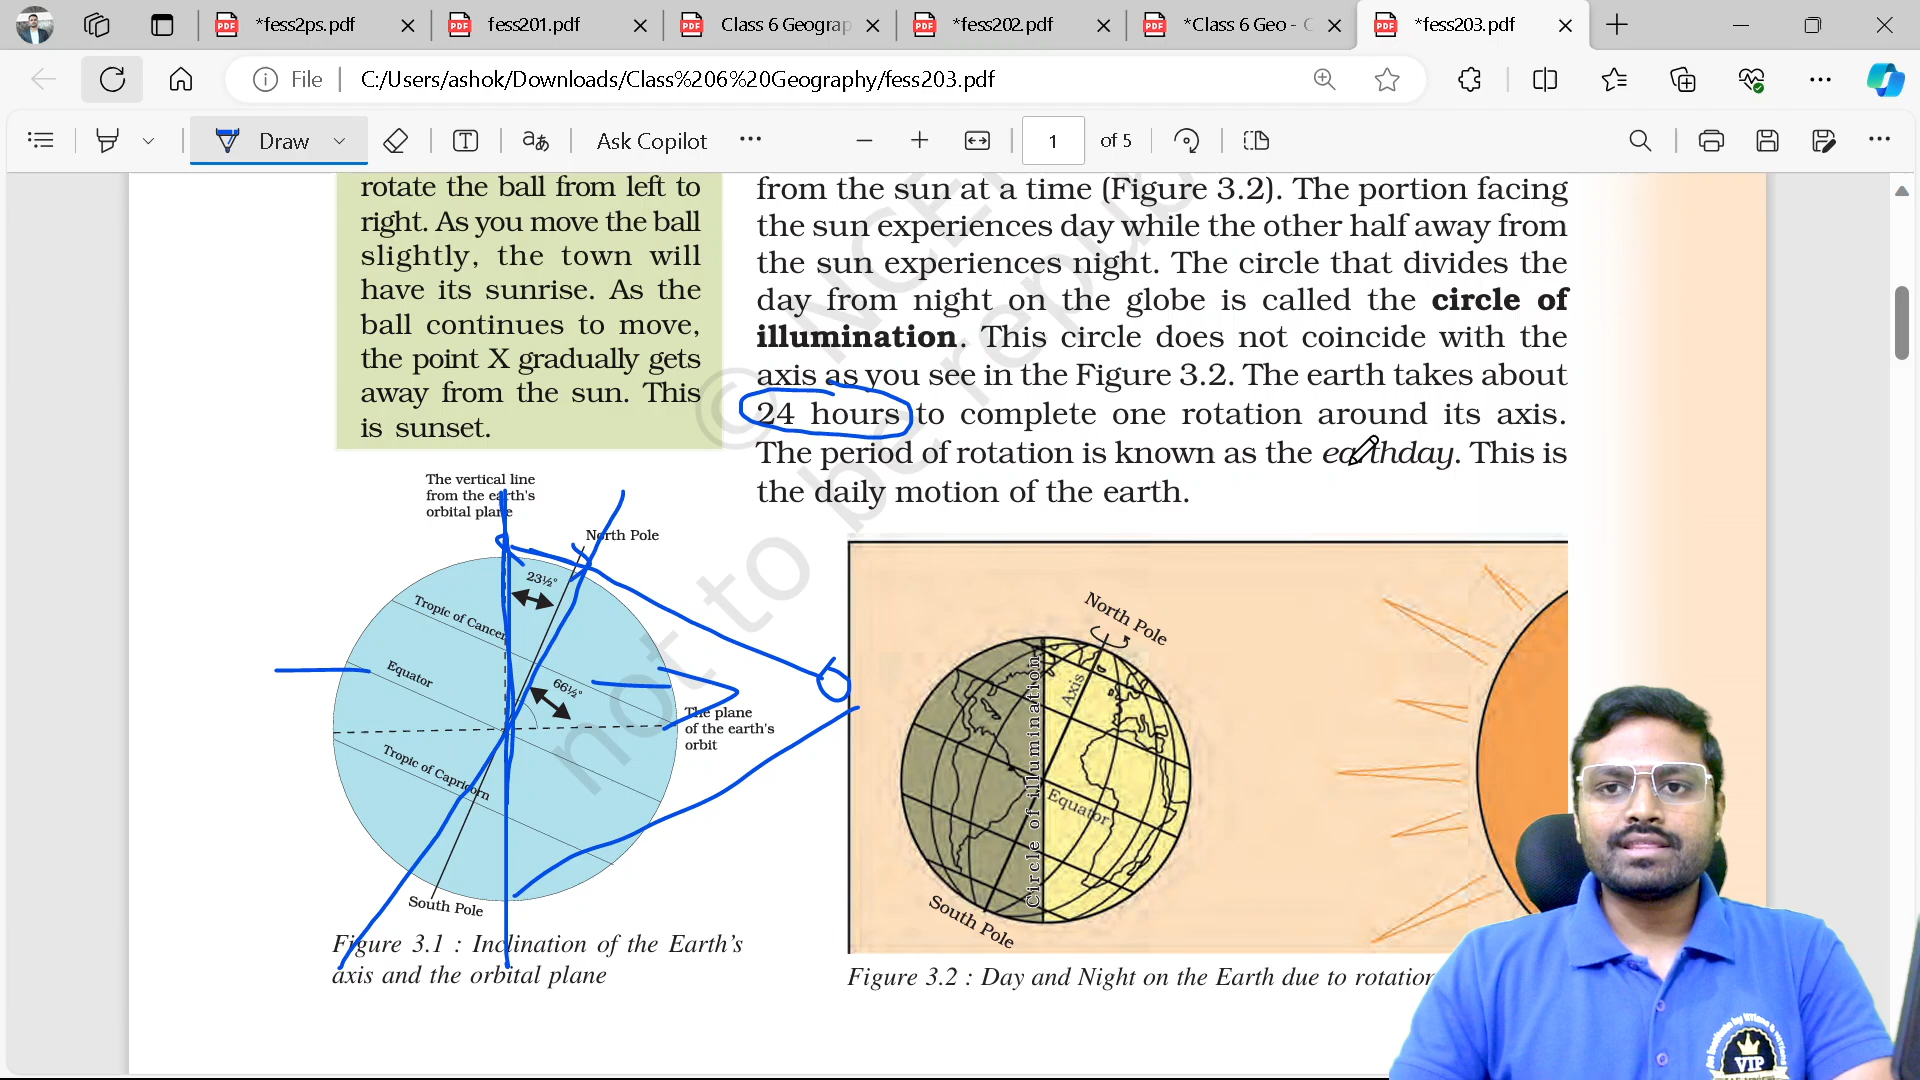 *fess2ps.pdf
fess201.pdf
Class 6 Geograp
*fess202.pdf
*Class 6 Geo - C
*fess203.pdf
File
C:/Users/ashok/Downloads/Class%206%20Geography/fess203.pdf
Draw
Ask Copilot
1
of 5
rotate the ball from left to
right. As you move the ball
slightly, the town will
have its sunrise. As the
ball continues to move,
the point X gradually gets
away from the sun. This
is sunset.
from the sun at a time (Figure 3.2). The portion facing
the sun experiences day while the other half away from
the sun experiences night. The circle that divides the
day from night on the globe is called the circle of
illumination. This circle does not coincide with the
axis as you see in the Figure 3.2. The earth takes about
24 hours to complete one rotation around its axis.
The period of rotation is known as the earthday. This is
the daily motion of the earth.
The vertical line
from the earth's
orbital plane
North Pole
23½°
Tropic of Cancer
Equator
66½°
The plane
of the earth's
orbit
Tropic of Capricorn
South Pole
Figure 3.1 : Inclination of the Earth's
axis and the orbital plane
North Pole
Axis
Circle of illumination
Equator
South Pole
Figure 3.2 : Day and Night on the Earth due to rotation
not to be
VIP